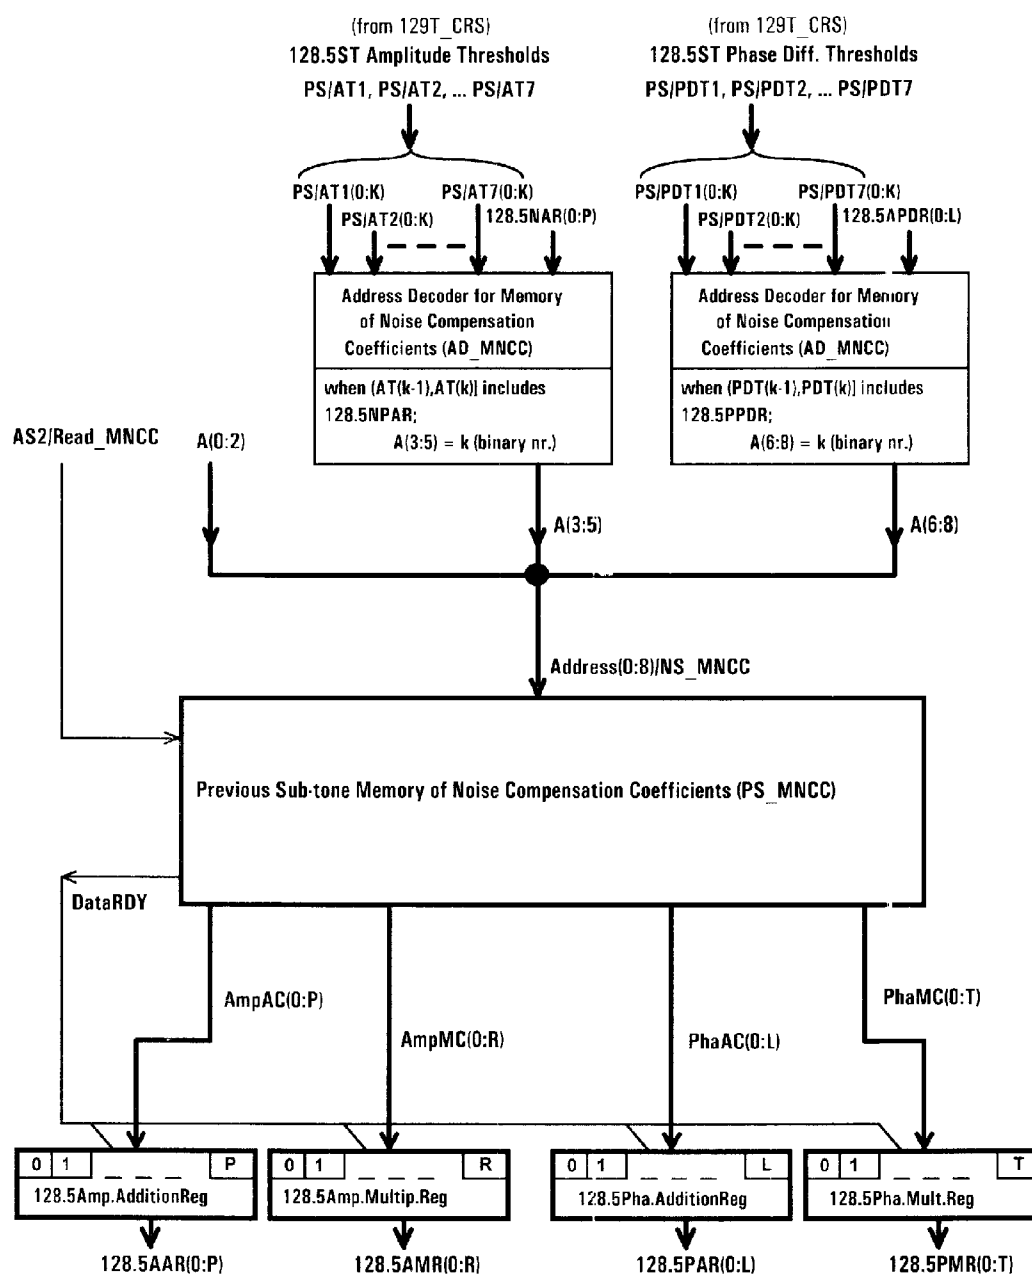 (from 129T_CRS)
128.5ST Amplitude Thresholds
PS/AT1, PS/AT2, ... PS/AT7
(from 129T_CRS)
128.5ST Phase Diff. Thresholds
PS/PDT1, PS/PDT2, ... PS/PDT7
PS/AT1(0:K)
PS/AT7(0:K)
PS/AT2(0:K)
128.5NAR(0:P)
PS/PDT1(0:K)
PS/PDT7(0:K)
PS/PDT2(0:K)
128.5APDR(0:L)
Address Decoder for Memory
of Noise Compensation
Coefficients (AD_MNCC)
when (AT(k-1),AT(k)] includes
128.5NPAR;
A(3:5) = k (binary nr.)
Address Decoder for Memory
of Noise Compensation
Coefficients (AD_MNCC)
when (PDT(k-1),PDT(k)] includes
128.5PPDR;
A(6:8) = k (binary nr.)
AS2/Read_MNCC
A(0:2)
A(3:5)
A(6:8)
Address(0:8)/NS_MNCC
Previous Sub-tone Memory of Noise Compensation Coefficients (PS_MNCC)
DataRDY
AmpAC(0:P)
AmpMC(0:R)
PhaAC(0:L)
PhaMC(0:T)
0 1 P
128.5Amp.AdditionReg
0 1 R
128.5Amp.Multip.Reg
0 1 L
128.5Pha.AdditionReg
0 1 T
128.5Pha.Mult.Reg
128.5AAR(0:P)
128.5AMR(0:R)
128.5PAR(0:L)
128.5PMR(0:T)